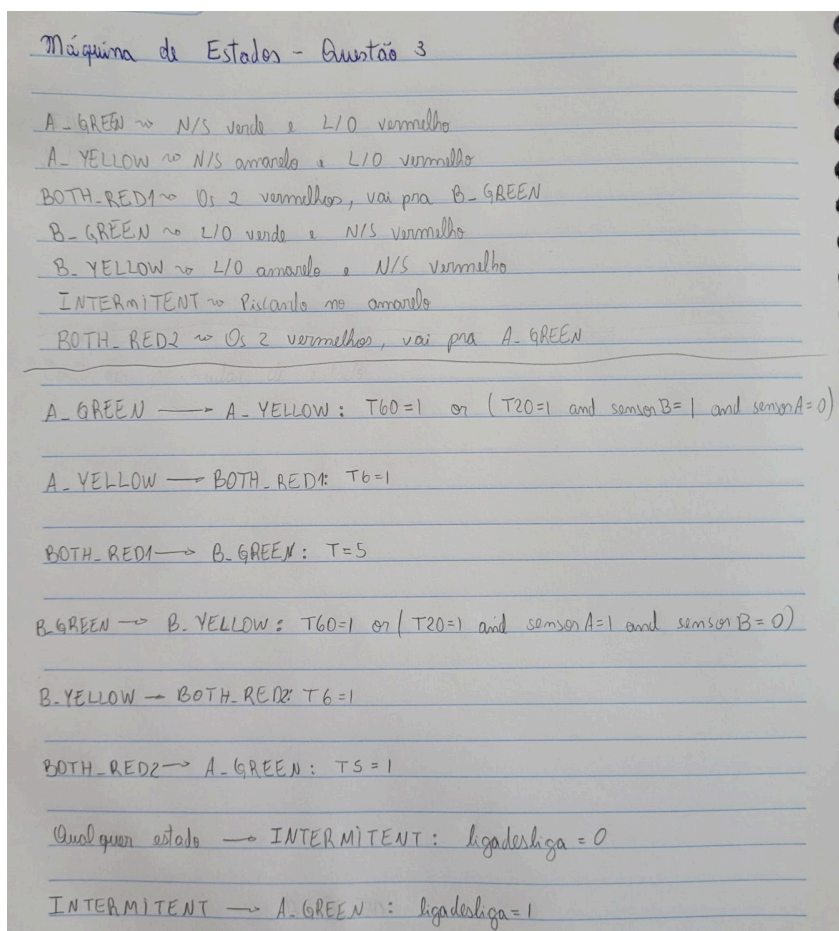 Máquina de Estados - Questão 3
A_GREEN ~> N/S verde e L/O vermelho
A_YELLOW ~> N/S amarelo e L/O vermelho
BOTH_RED1 ~> Os 2 vermelhos, vai pra B_GREEN
B_GREEN ~> L/O verde e N/S vermelho
B_YELLOW ~> L/O amarelo e N/S vermelho
INTERMITENT ~> Piscando no amarelo
BOTH_RED2 ~> Os 2 vermelhos, vai pra A_GREEN
A_GREEN → A_YELLOW: T60=1 or (T20=1 and sensorB=1 and sensorA=0)
A_YELLOW → BOTH_RED1: T6=1
BOTH_RED1 → B_GREEN: T=5
B_GREEN → B_YELLOW: T60=1 or (T20=1 and sensorA=1 and sensorB=0)
B_YELLOW → BOTH_RED2: T6=1
BOTH_RED2 → A_GREEN: T5=1
Qualquer estado → INTERMITENT: ligadesliga=0
INTERMITENT → A_GREEN: ligadesliga=1